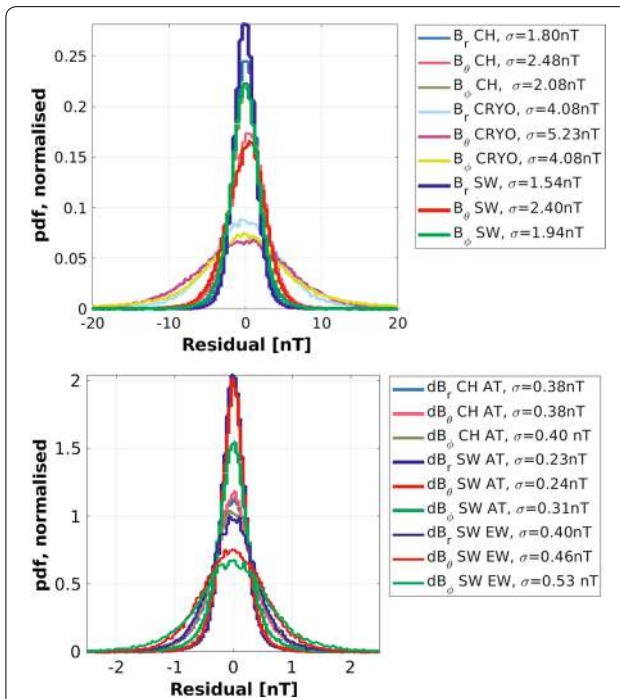 0.25
0.2
0.15
0.1
0.05
0
pdf, normalised
-20
-10
0
10
20
Residual [nT]
B_r CH, σ=1.80nT
B_θ CH, σ=2.48nT
B_ϕ CH, σ=2.08nT
B_r CRYO, σ=4.08nT
B_θ CRYO, σ=5.23nT
B_ϕ CRYO, σ=4.08nT
B_r SW, σ=1.54nT
B_θ SW, σ=2.40nT
B_ϕ SW, σ=1.94nT
2
1.5
1
0.5
0
pdf, normalised
-2
-1
0
1
2
Residual [nT]
dB_r CH AT, σ=0.38nT
dB_θ CH AT, σ=0.38nT
dB_ϕ CH AT, σ=0.40 nT
dB_r SW AT, σ=0.23nT
dB_θ SW AT, σ=0.24nT
dB_ϕ SW AT, σ=0.31nT
dB_r SW EW, σ=0.40nT
dB_θ SW EW, σ=0.46nT
dB_ϕ SW EW, σ=0.53 nT